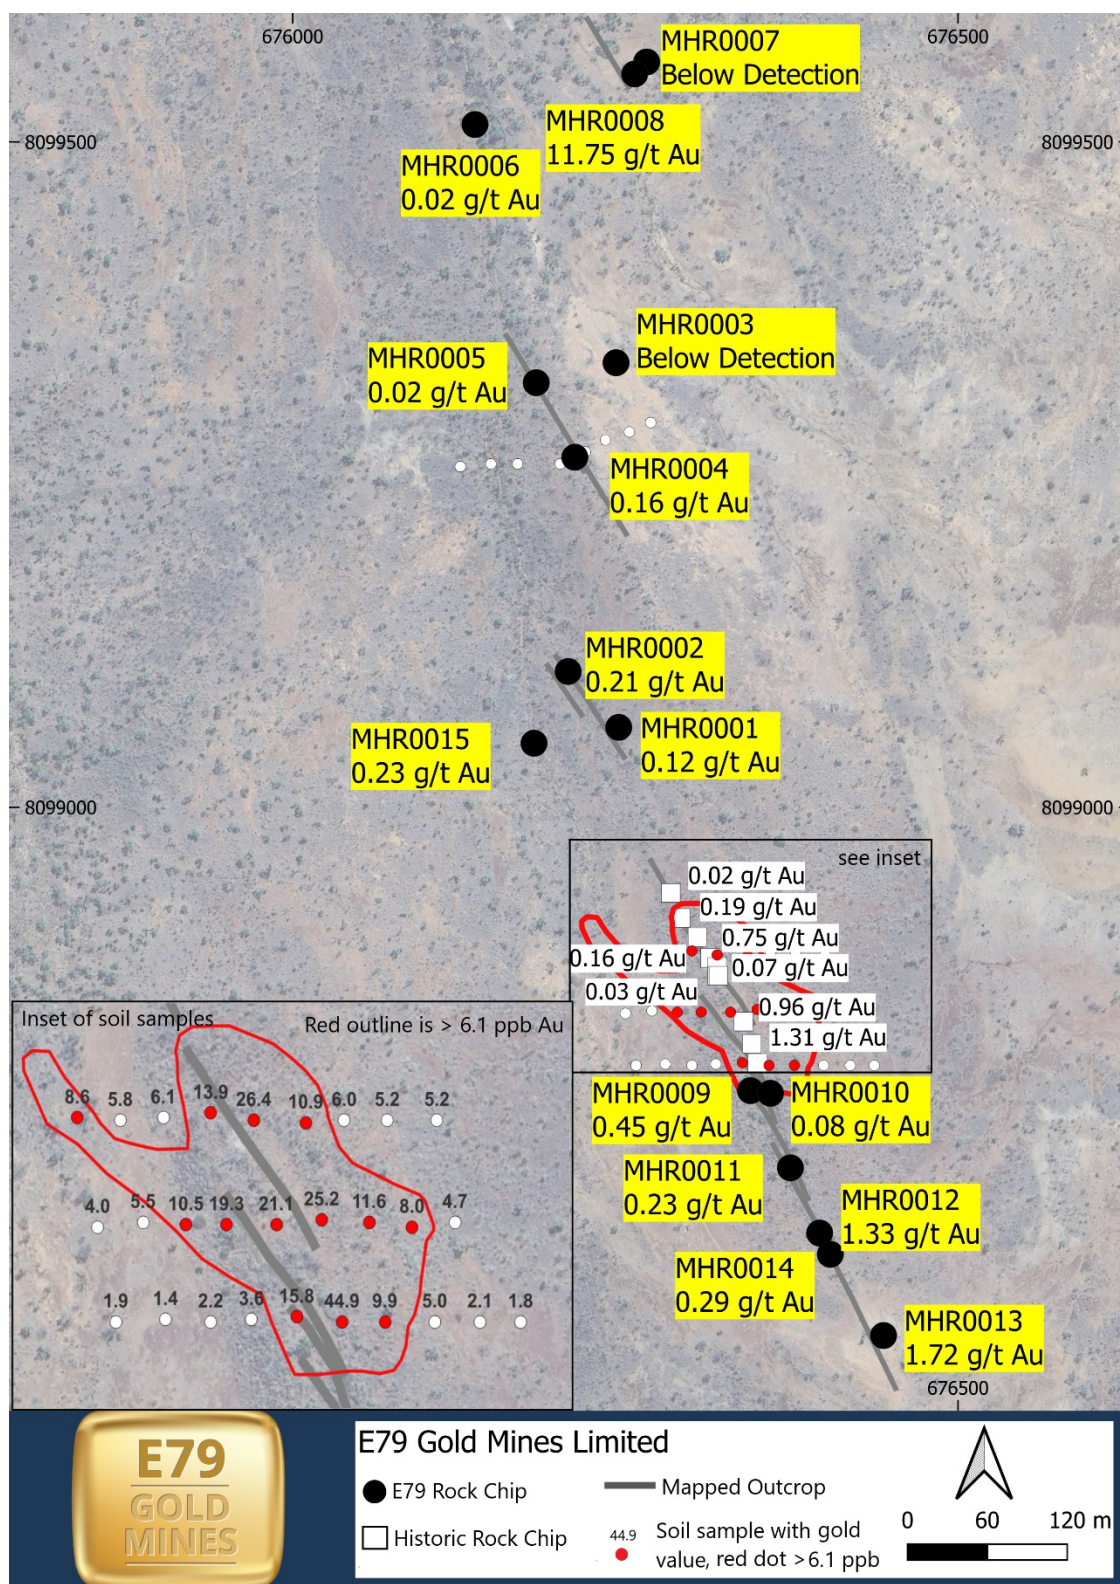 676000
676500
MHR0007
Below Detection
8099500
MHR0008
11.75 g/t Au
8099500
MHR0006
0.02 g/t Au
MHR0003
Below Detection
MHR0005
0.02 g/t Au
MHR0004
0.16 g/t Au
MHR0002
0.21 g/t Au
MHR0001
0.12 g/t Au
MHR0015
0.23 g/t Au
8099000
8099000
see inset
0.02 g/t Au
0.19 g/t Au
0.75 g/t Au
0.16 g/t Au
0.07 g/t Au
0.03 g/t Au
0.96 g/t Au
1.31 g/t Au
Inset of soil samples
Red outline is > 6.1 ppb Au
8.6 5.8 6.1 13.9 26.4 10.9 6.0 5.2 5.2
4.0 5.5 10.5 19.3 21.1 25.2 11.6 8.0 4.7
1.9 1.4 2.2 3.6 15.8 44.9 9.9 5.0 2.1 1.8
MHR0009
0.45 g/t Au
MHR0010
0.08 g/t Au
MHR0011
0.23 g/t Au
MHR0012
1.33 g/t Au
MHR0014
0.29 g/t Au
MHR0013
1.72 g/t Au
676500
E79
GOLD
MINES
E79 Gold Mines Limited
E79 Rock Chip
Mapped Outcrop
Historic Rock Chip
44.9
Soil sample with gold
value, red dot >6.1 ppb
0 60 120 m